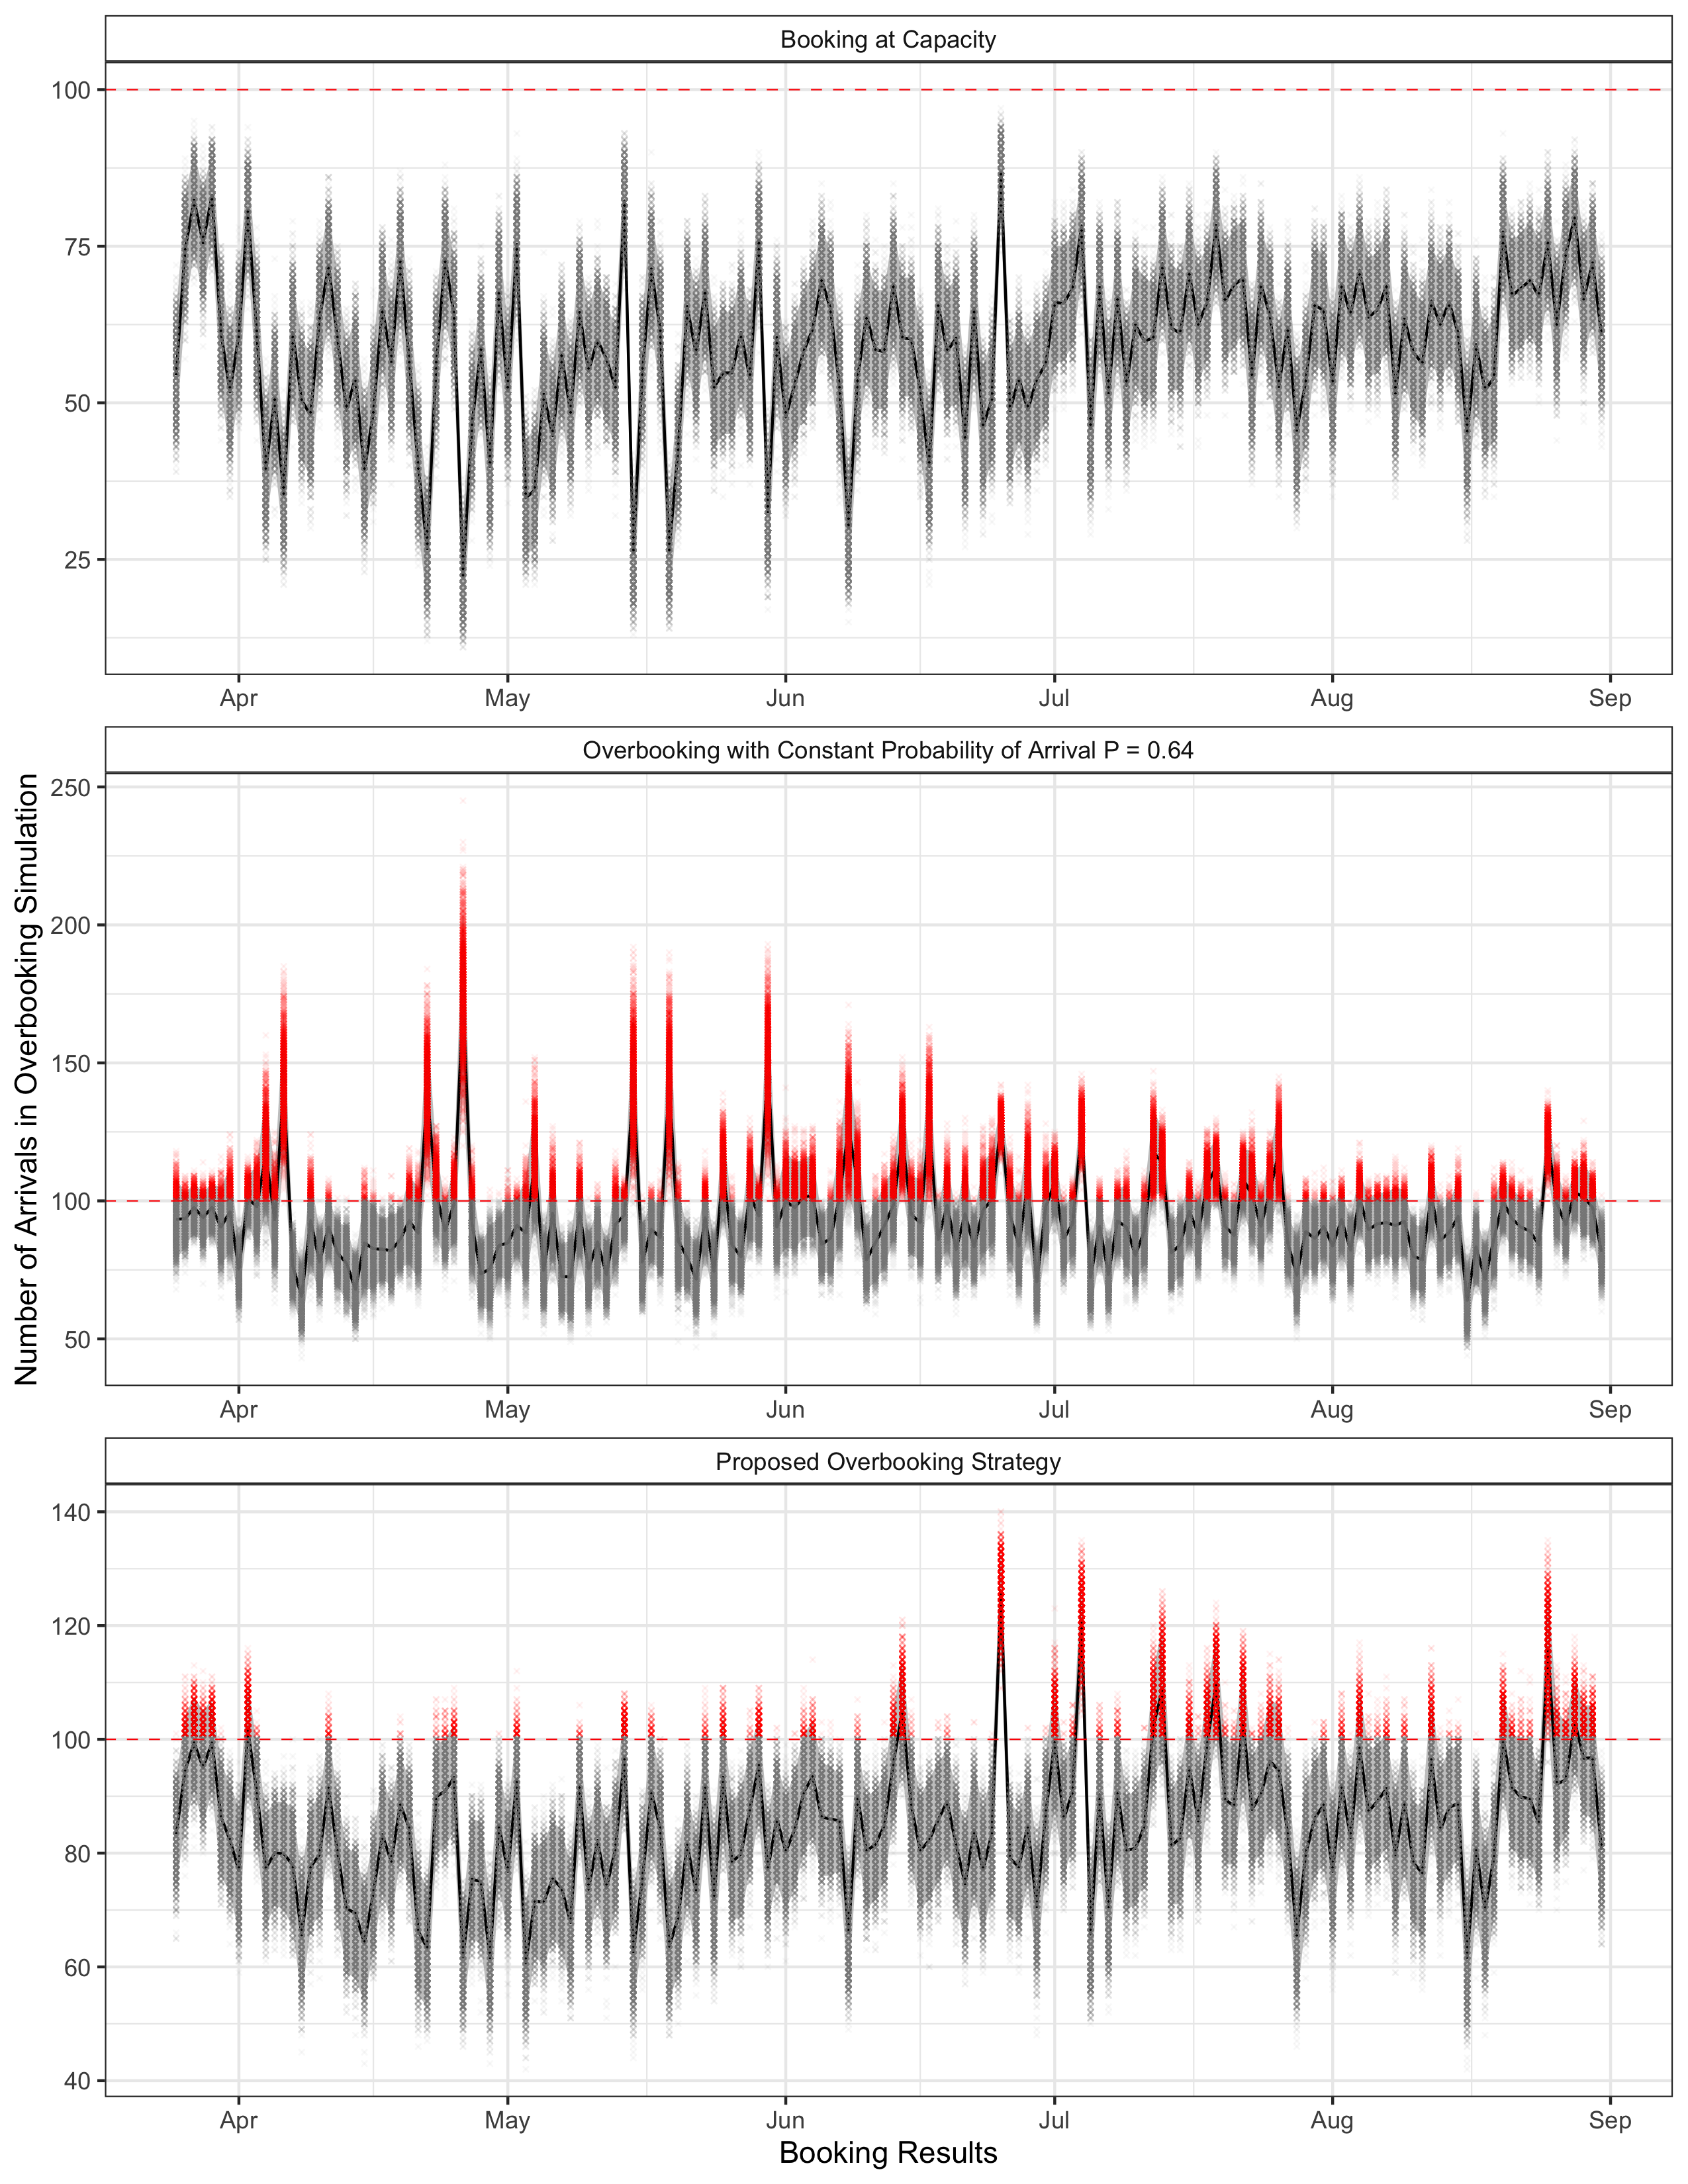 Booking at Capacity
100
75
50
25
Apr May Jun Jul Aug Sep
Overbooking with Constant Probability of Arrival P = 0.64
Number of Arrivals in Overbooking Simulation
250
200
150
100
50
Apr May Jun Jul Aug Sep
Proposed Overbooking Strategy
140
120
100
80
60
40
Apr May Jun Jul Aug Sep
Booking Results